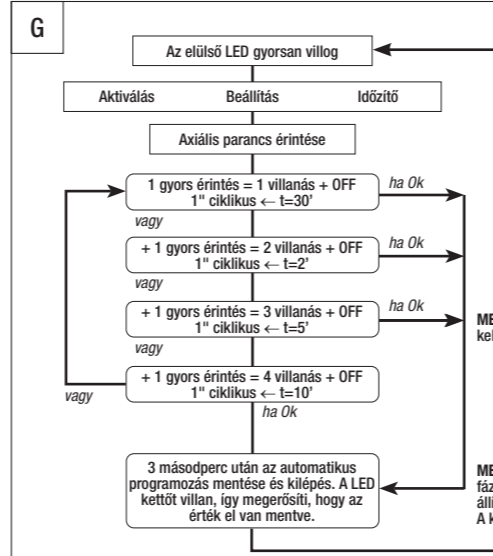 G
Az elülső LED gyorsan villog
Aktiválás Beállítás Időzítő
Axiális parancs érintése
1 gyors érintés = 1 villanás + OFF
1" ciklikus ← t=30'
ha Ok
vagy
+ 1 gyors érintés = 2 villanás + OFF
1" ciklikus ← t=2'
ha Ok
vagy
+ 1 gyors érintés = 3 villanás + OFF
1" ciklikus ← t=5'
ha Ok
vagy
+ 1 gyors érintés = 4 villanás + OFF
1" ciklikus ← t=10'
vagy
ha Ok
3 másodperc után az automatikus
programozás mentése és kilépés. A LED
kettőt villan, így megerősíti, hogy az
érték el van mentve.